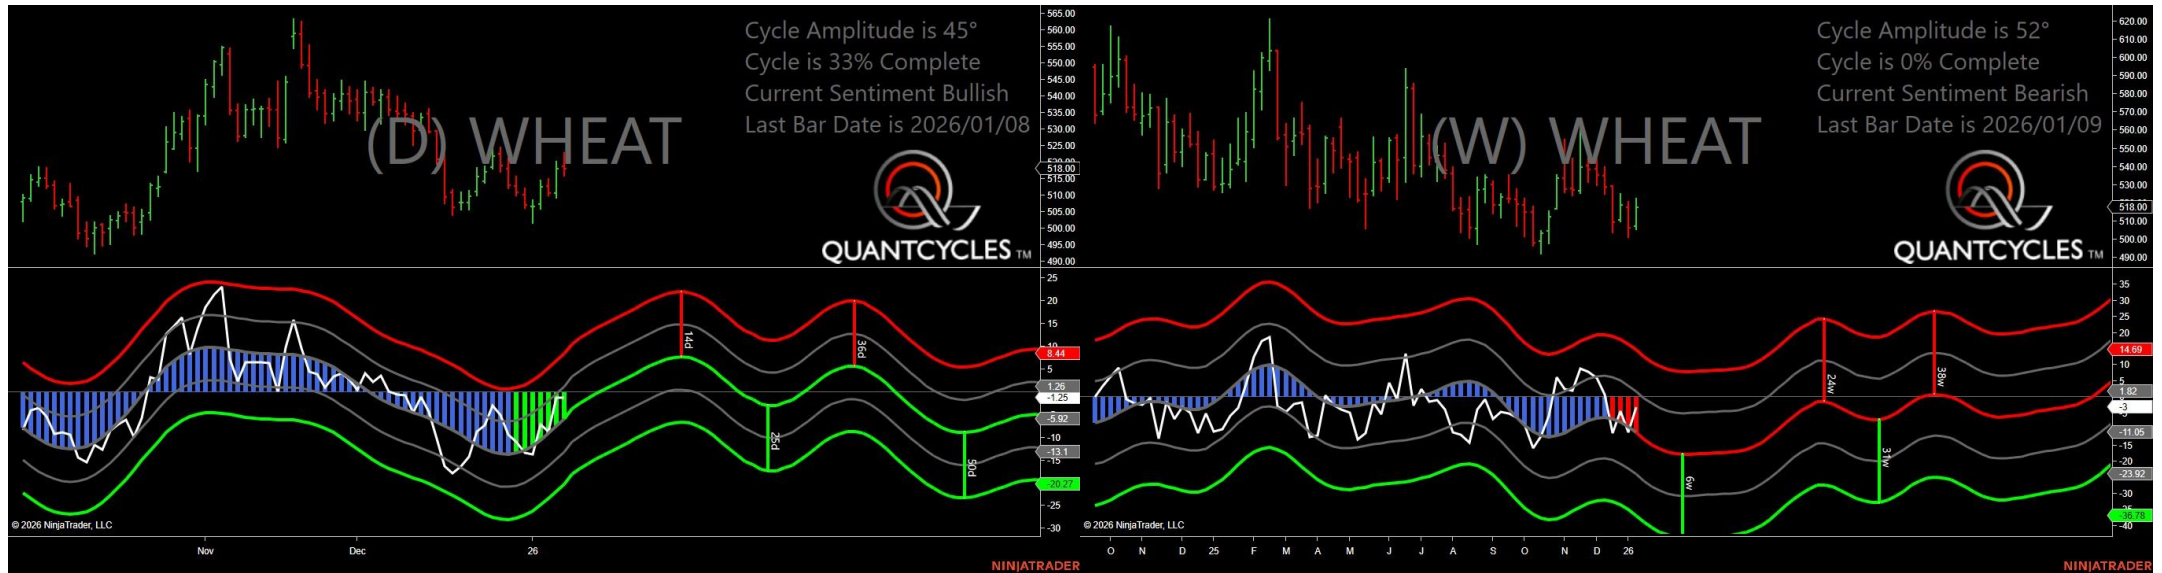 Cycle Amplitude is 45°
Cycle is 33% Complete
Current Sentiment Bullish
Last Bar Date is 2026/01/08
(D) WHEAT
QUANTCYCLES TM
565.00
560.00
555.00
550.00
545.00
540.00
535.00
530.00
525.00
518.00
515.00
510.00
505.00
500.00
495.00
490.00
25
20
15
10
8.44
5
1.26
-1.25
-5.92
-10
-13.1
-15
-20.27
-25
-30
14d
25d
36d
50d
© 2026 NinjaTrader, LLC
Nov
Dec
26
NINJATRADER
Cycle Amplitude is 52°
Cycle is 0% Complete
Current Sentiment Bearish
Last Bar Date is 2026/01/09
(W) WHEAT
QUANTCYCLES TM
620.00
610.00
600.00
590.00
580.00
570.00
560.00
550.00
540.00
530.00
518.00
510.00
500.00
490.00
35
30
25
20
14.69
10
5
1.82
-3
-11.05
-15
-20
-23.92
-30
-36.78
-40
6w
24w
31w
38w
© 2026 NinjaTrader, LLC
O
N
D
25
F
M
A
M
J
J
A
S
O
N
D
26
NINJATRADER